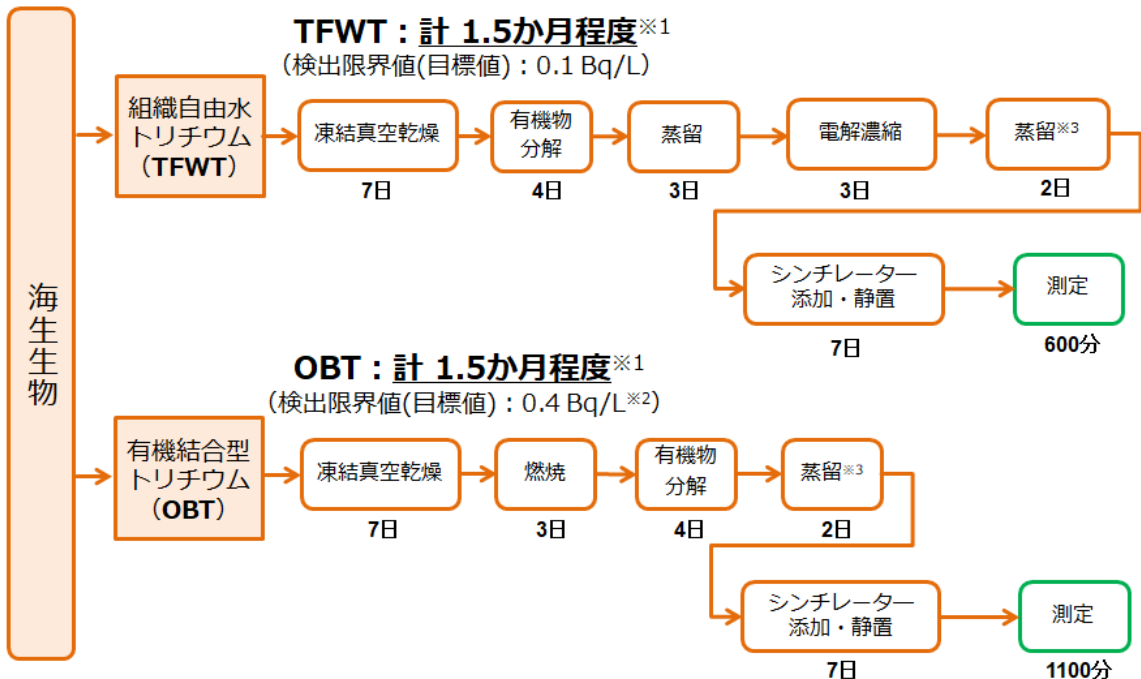 海生生物
TFWT：計 1.5か月程度※1
（検出限界値(目標値)：0.1 Bq/L）
組織自由水
トリチウム
（TFWT）
凍結真空乾燥
7日
有機物
分解
4日
蒸留
3日
電解濃縮
3日
蒸留※3
2日
シンチレーター
添加・静置
7日
測定
600分
OBT：計 1.5か月程度※1
（検出限界値(目標値)：0.4 Bq/L※2）
有機結合型
トリチウム
（OBT）
凍結真空乾燥
7日
燃焼
3日
有機物
分解
4日
蒸留※3
2日
シンチレーター
添加・静置
7日
測定
1100分